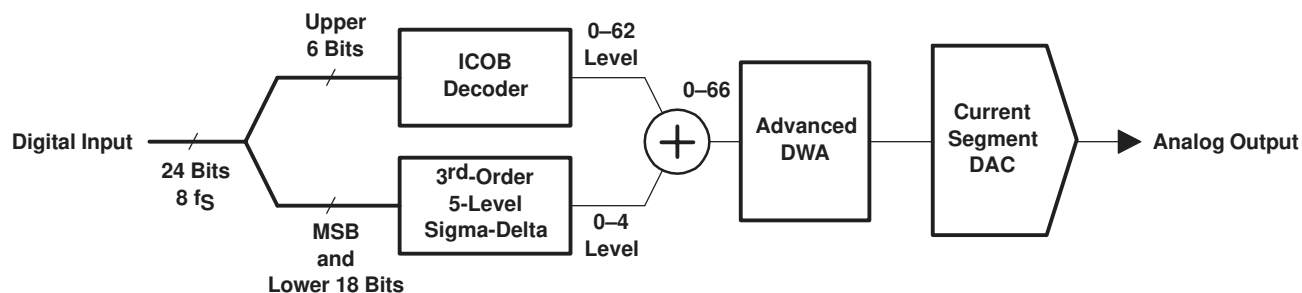 Digital Input
24 Bits
8 fS
Upper
6 Bits
MSB
and
Lower 18 Bits
ICOB
Decoder
3rd-Order
5-Level
Sigma-Delta
0–62
Level
0–4
Level
+
0–66
Advanced
DWA
Current
Segment
DAC
Analog Output